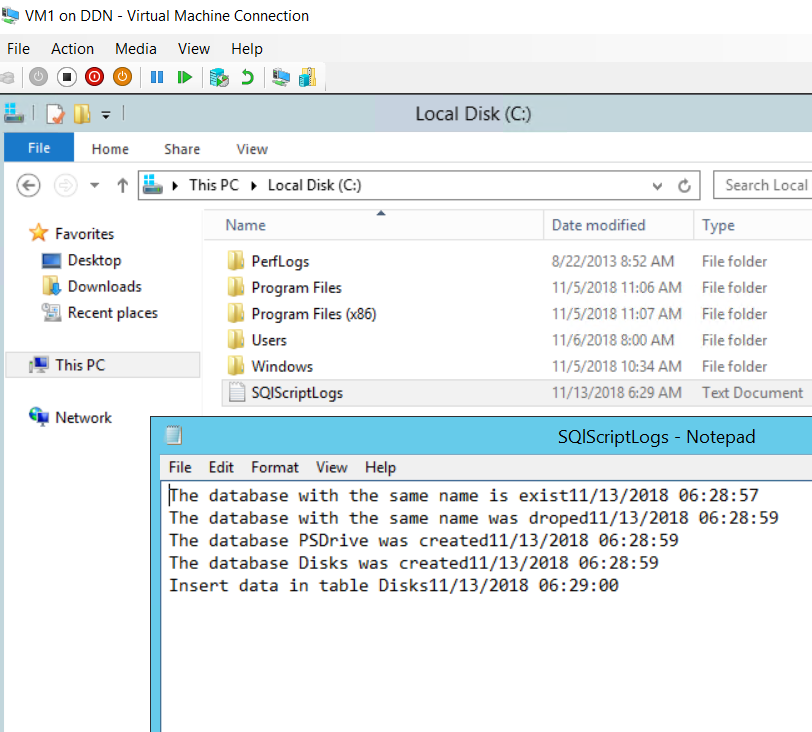 VM1 on DDN - Virtual Machine Connection
File Action Media View Help
Local Disk (C:)
File Home Share View
This PC Local Disk (C:) Search Local
Name Date modified Type
Favorites
Desktop
Downloads
Recent places
This PC
Network
PerfLogs 8/22/2013 8:52 AM File folder
Program Files 11/5/2018 11:06 AM File folder
Program Files (x86) 11/5/2018 11:07 AM File folder
Users 11/6/2018 8:00 AM File folder
Windows 11/5/2018 10:34 AM File folder
SQlScriptLogs 11/13/2018 6:29 AM Text Document
SQlScriptLogs - Notepad
File Edit Format View Help
The database with the same name is exist11/13/2018 06:28:57
The database with the same name was droped11/13/2018 06:28:59
The database PSDrive was created11/13/2018 06:28:59
The database Disks was created11/13/2018 06:28:59
Insert data in table Disks11/13/2018 06:29:00